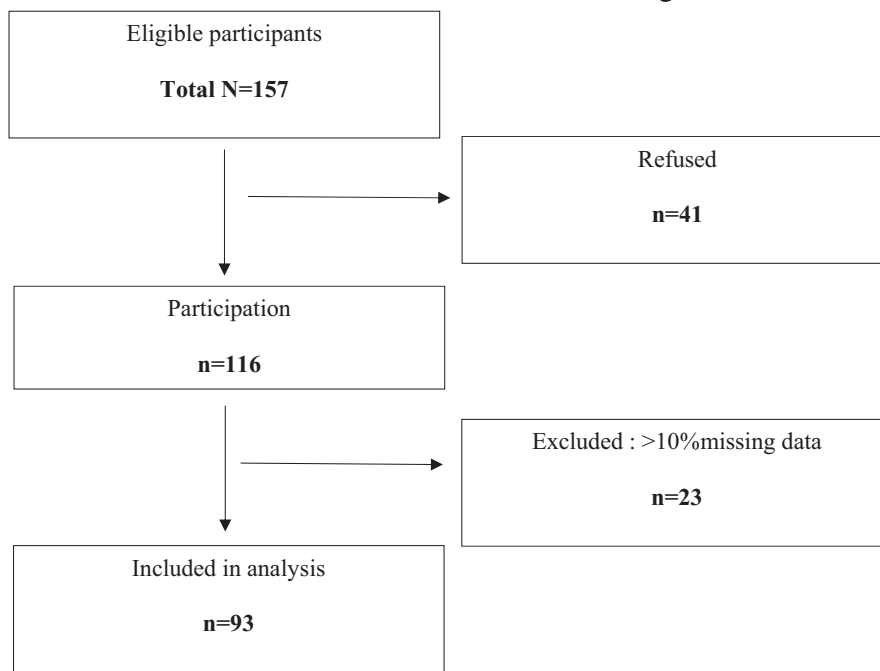 Eligible participants
Total N=157
Refused
n=41
Participation
n=116
Excluded : >10%missing data
n=23
Included in analysis
n=93